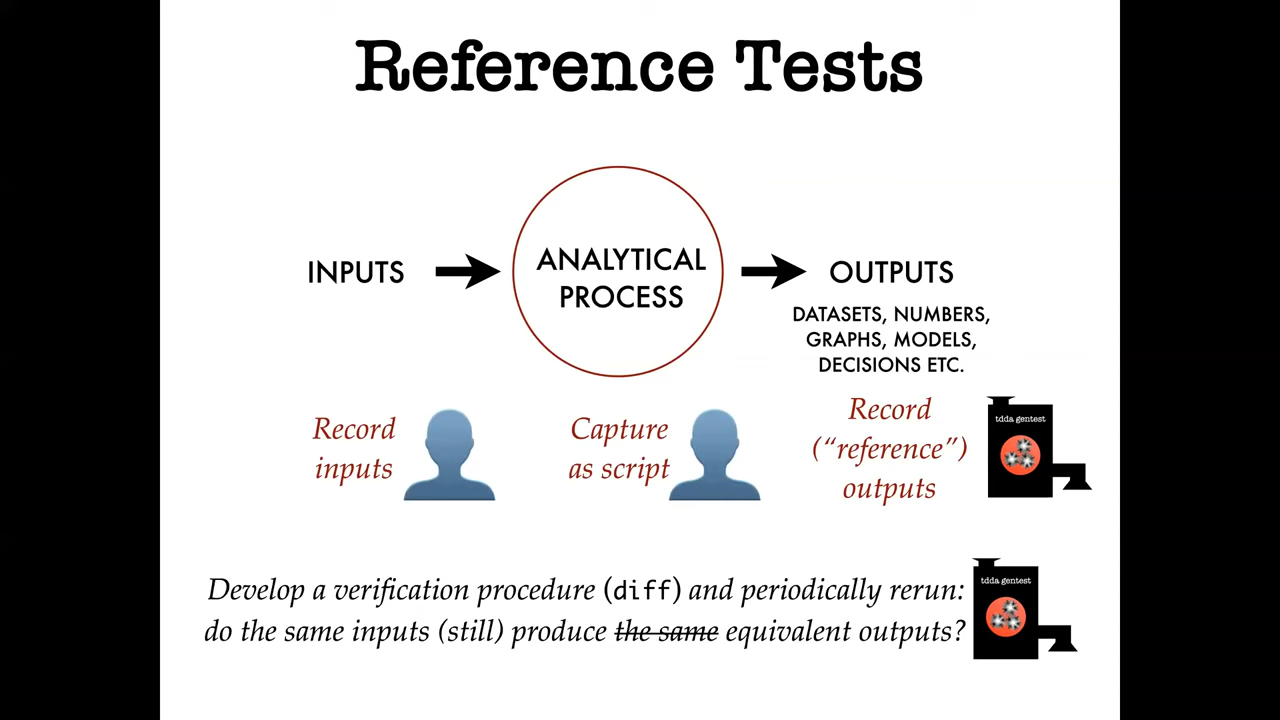 Reference Tests
INPUTS
ANALYTICAL
PROCESS
OUTPUTS
DATASETS, NUMBERS,
GRAPHS, MODELS,
DECISIONS ETC.
Record
inputs
Capture
as script
Record
(“reference”)
outputs
tdda gentest
Develop a verification procedure (diff) and periodically rerun:
do the same inputs (still) produce the same equivalent outputs?
tdda gentest